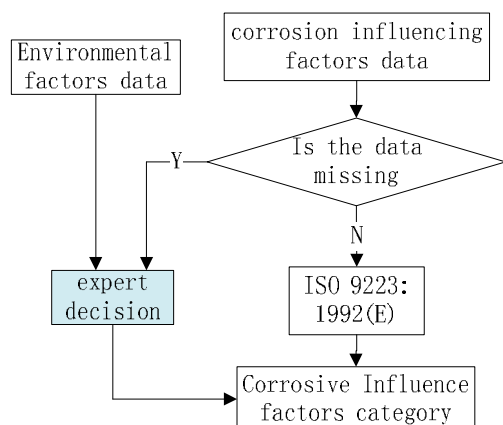 Environmental
factors data
corrosion influencing
factors data
Is the data
missing
Y
N
expert
decision
ISO 9223:
1992(E)
Corrosive Influence
factors category